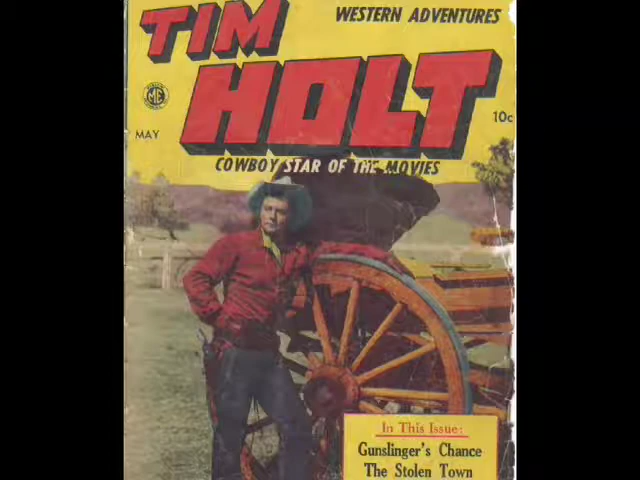 TIM
WESTERN ADVENTURES
HOLT
ME
10c
MAY
COWBOY STAR OF THE MOVIES
In This Issue:
Gunslinger's Chance
The Stolen Town